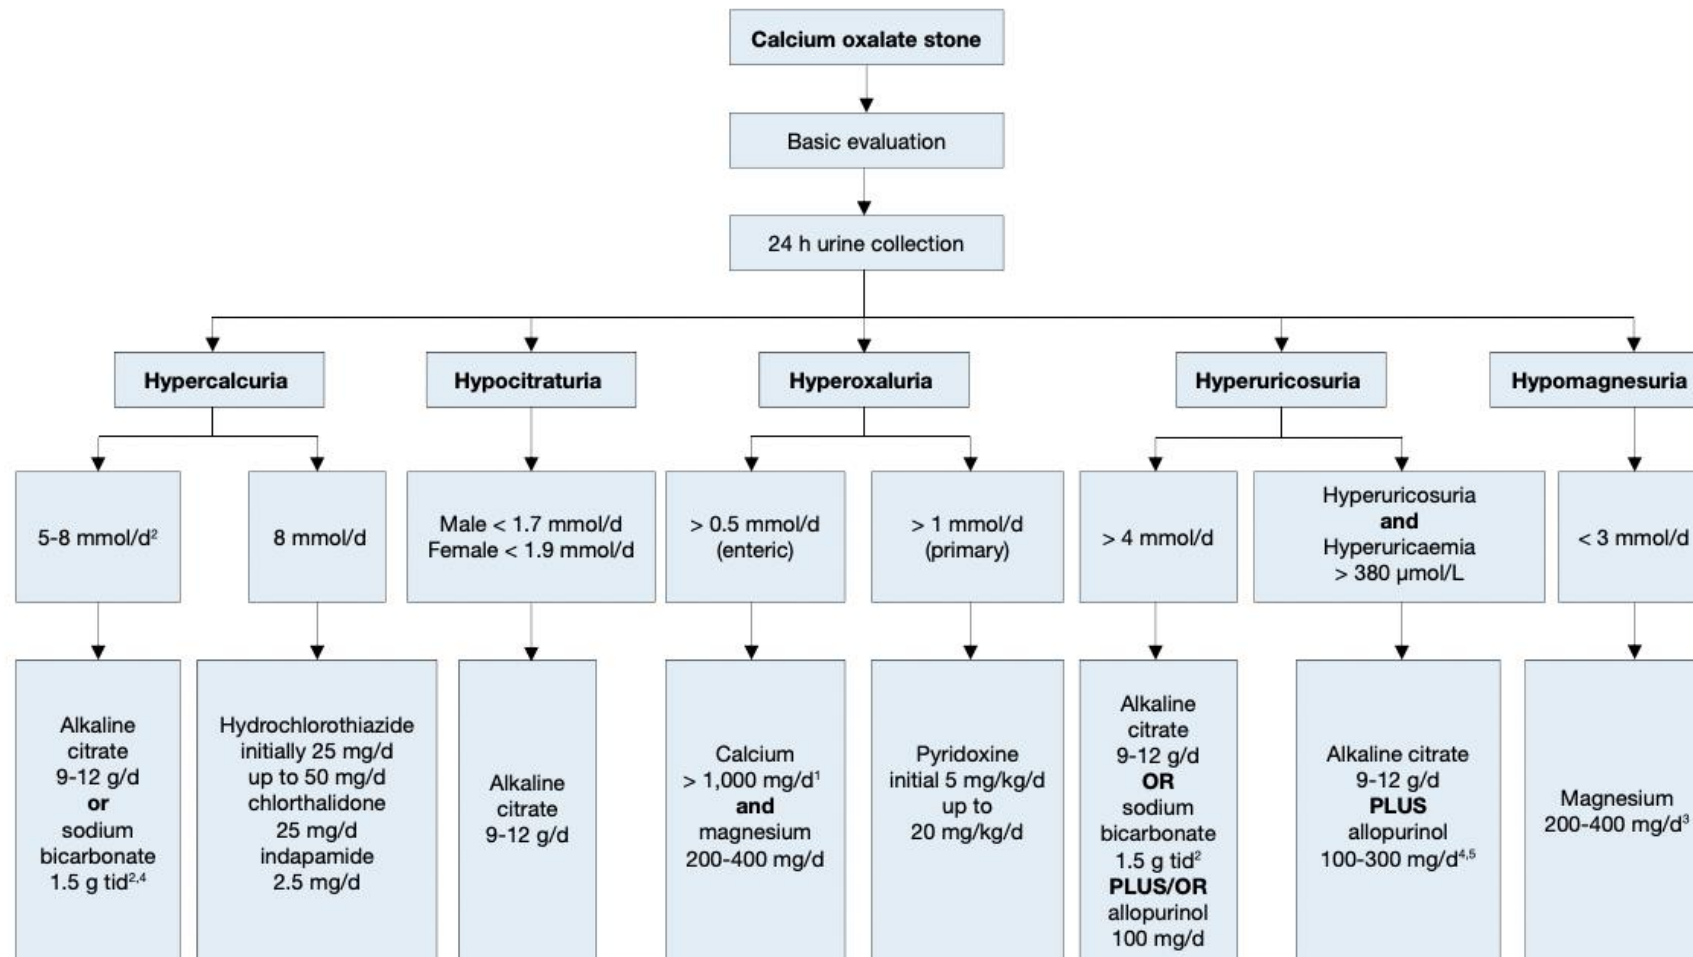 Calcium oxalate stone
Basic evaluation
24 h urine collection
Hypercalcuria
Hypocitraturia
Hyperoxaluria
Hyperuricosuria
Hypomagnesuria
5-8 mmol/d²
8 mmol/d
Male < 1.7 mmol/d
Female < 1.9 mmol/d
> 0.5 mmol/d
(enteric)
> 1 mmol/d
(primary)
> 4 mmol/d
Hyperuricosuria
and
Hyperuricaemia
> 380 µmol/L
< 3 mmol/d
Alkaline
citrate
9-12 g/d
or
sodium
bicarbonate
1.5 g tid²,⁴
Hydrochlorothiazide
initially 25 mg/d
up to 50 mg/d
chlorthalidone
25 mg/d
indapamide
2.5 mg/d
Alkaline
citrate
9-12 g/d
Calcium
> 1,000 mg/d¹
and
magnesium
200-400 mg/d
Pyridoxine
initial 5 mg/kg/d
up to
20 mg/kg/d
Alkaline
citrate
9-12 g/d
OR
sodium
bicarbonate
1.5 g tid²
PLUS/OR
allopurinol
100 mg/d
Alkaline citrate
9-12 g/d
PLUS
allopurinol
100-300 mg/d⁴,⁵
Magnesium
200-400 mg/d³